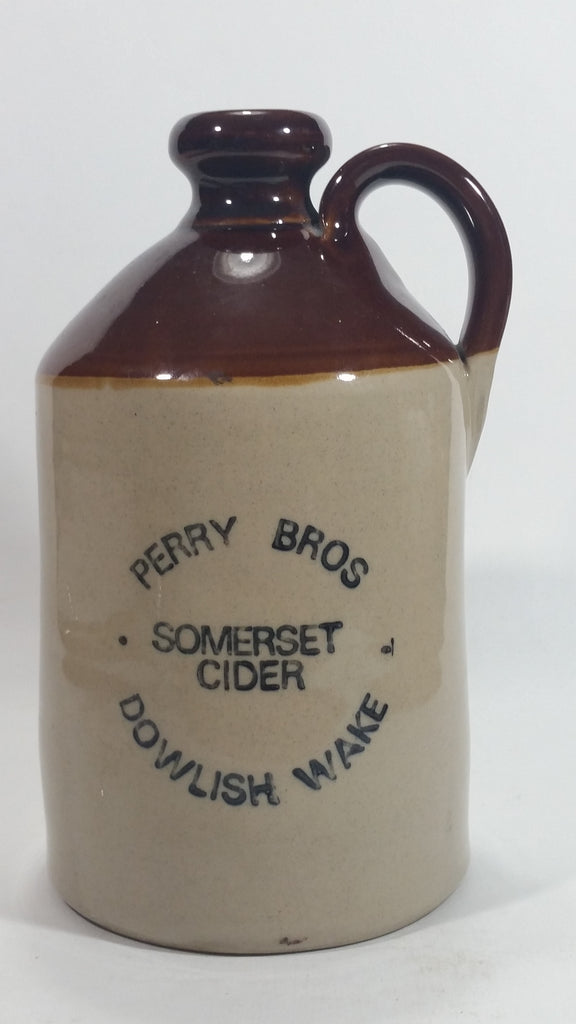 PERRY BROS
SOMERSET
CIDER
DOWLISH WAKE